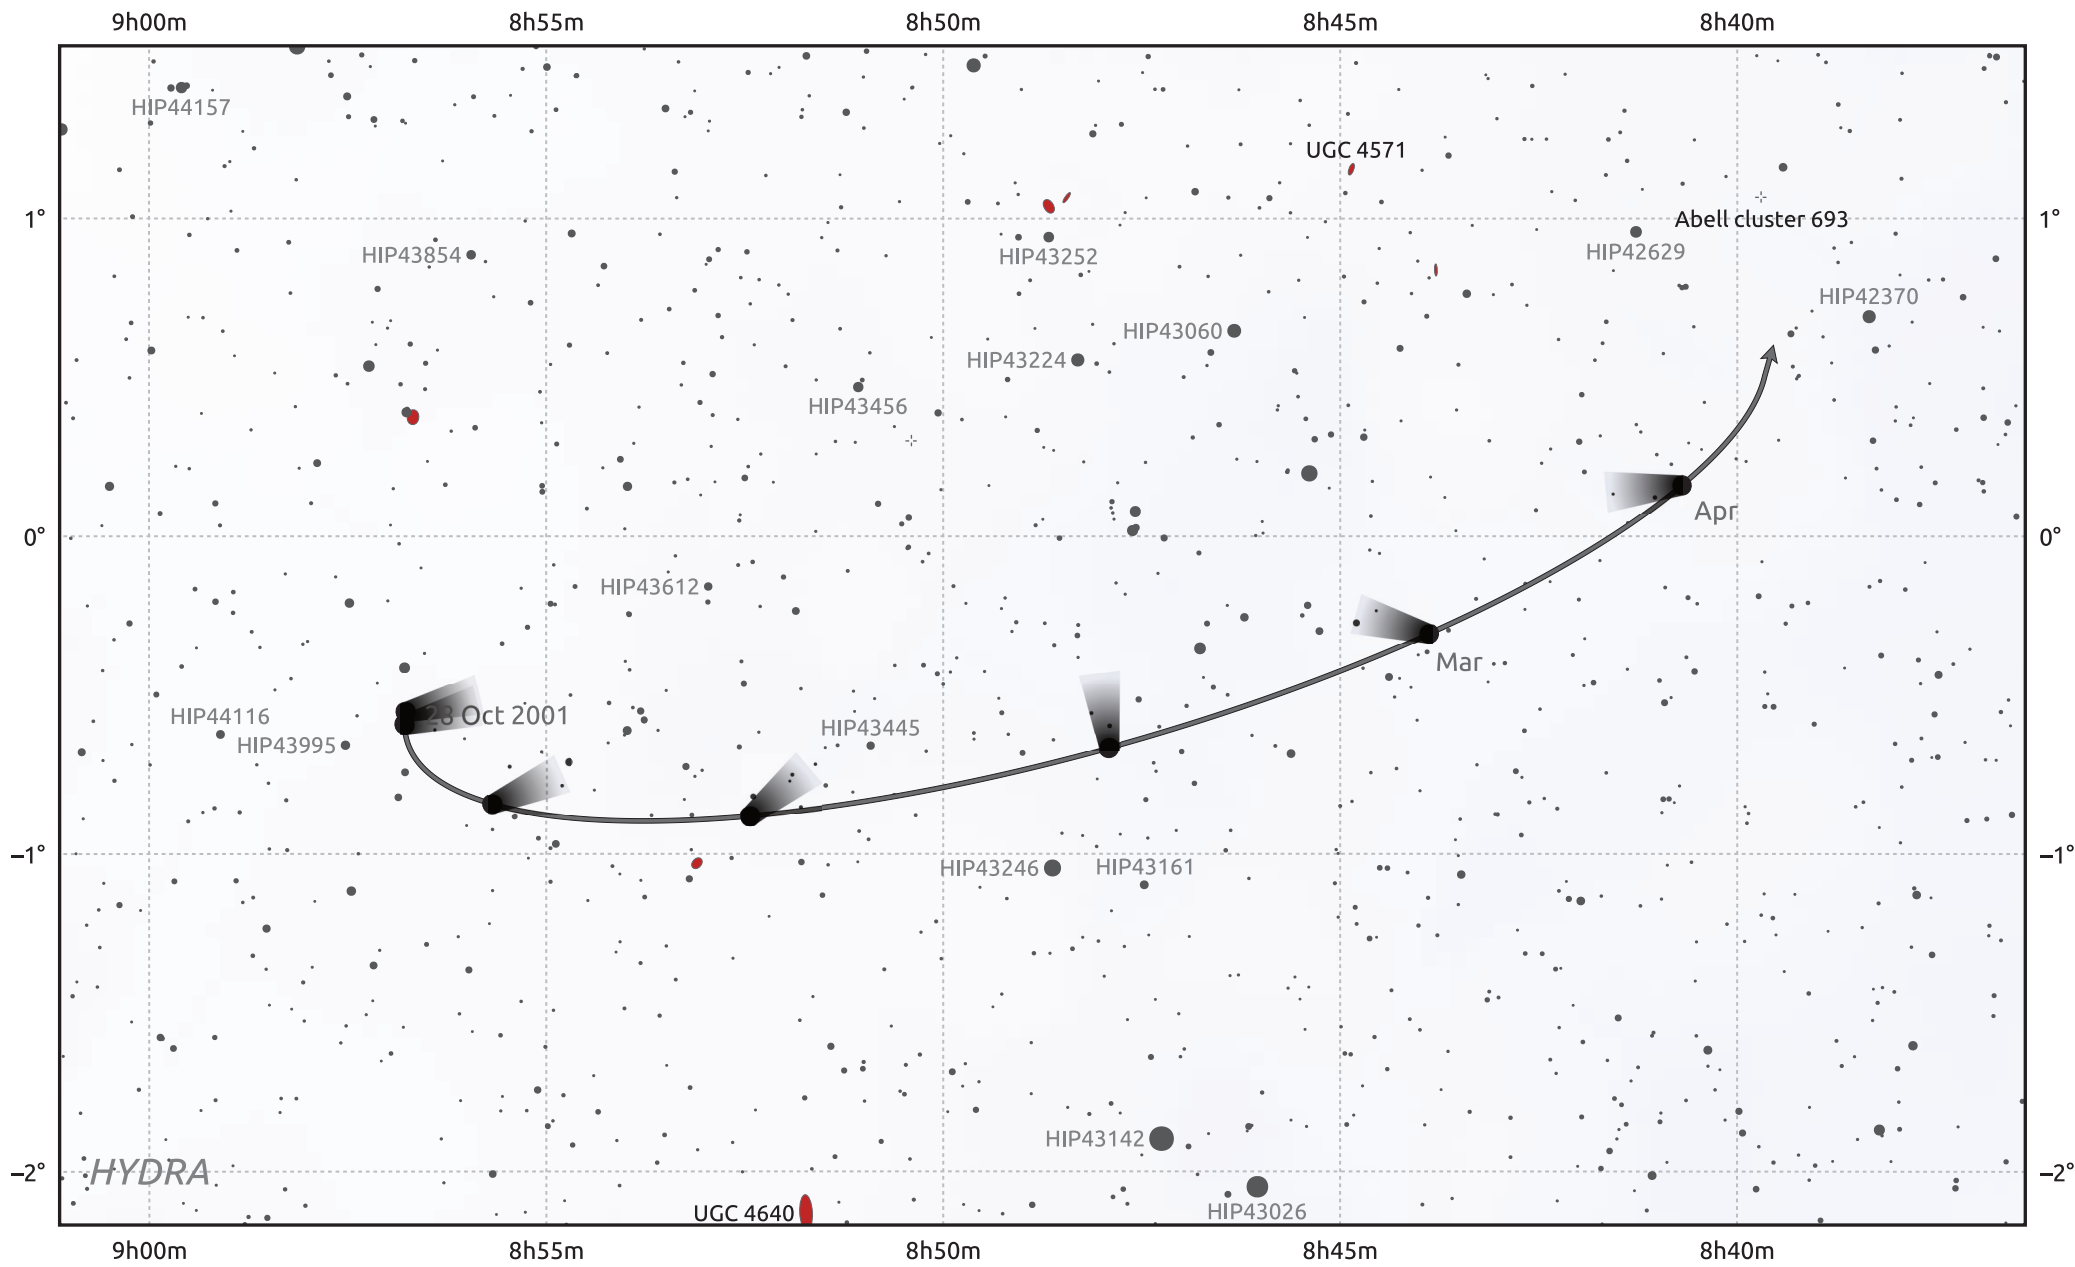 9h00m 8h55m 8h50m 8h45m 8h40m
HIP44157
UGC 4571
1° 1°
Abell cluster 693
HIP43854
HIP43252
HIP42629
HIP42370
HIP43060
HIP43224
HIP43456
Apr
0° 0°
HIP43612
Mar
HIP44116
28 Oct 2001
HIP43445
HIP43995
−1° −1°
HIP43246
HIP43161
HIP43142
−2° −2°
HYDRA
UGC 4640
HIP43026
9h00m 8h55m 8h50m 8h45m 8h40m